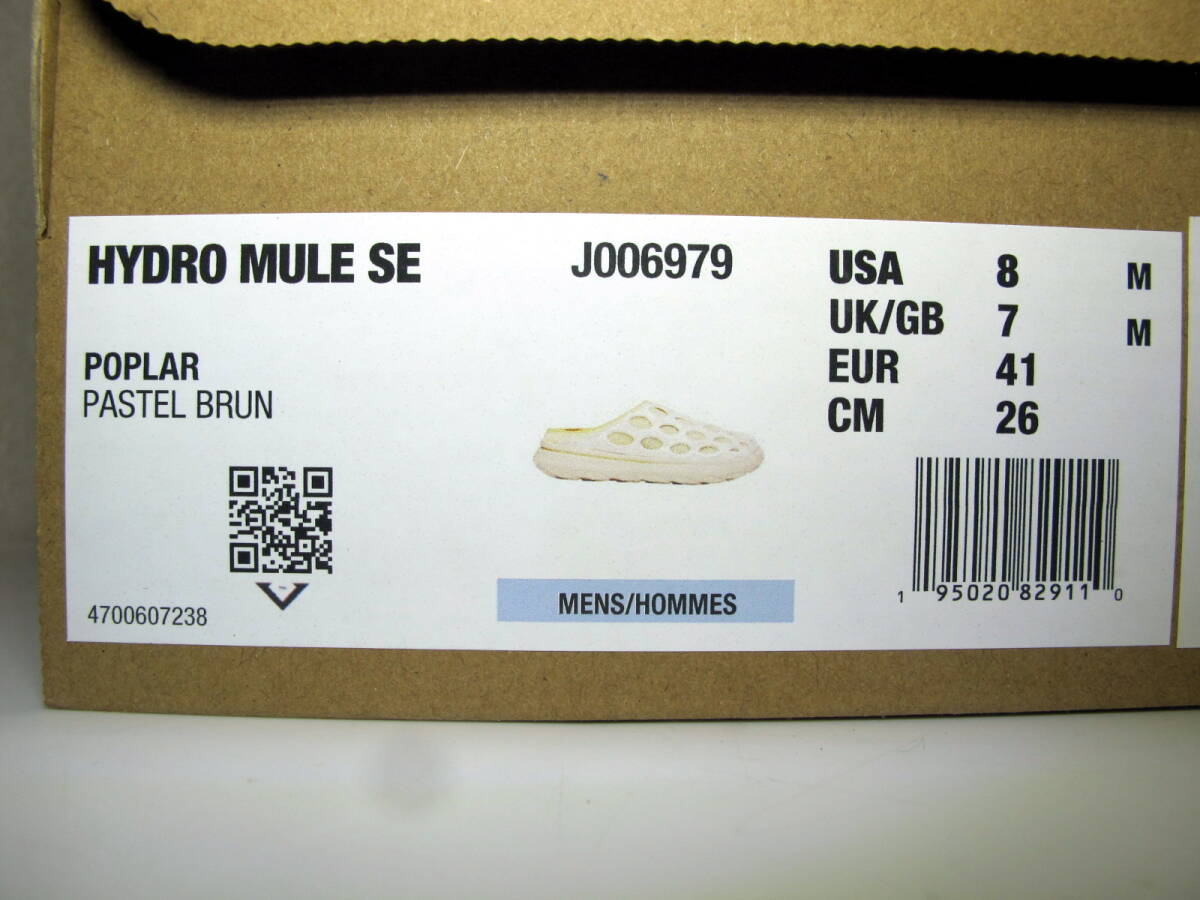 HYDRO MULE SE J006979
USA 8 M
UK/GB 7 M
EUR 41
CM 26
POPLAR
PASTEL BRUN
4700607238
MENS/HOMMES
1 95020 82911 0